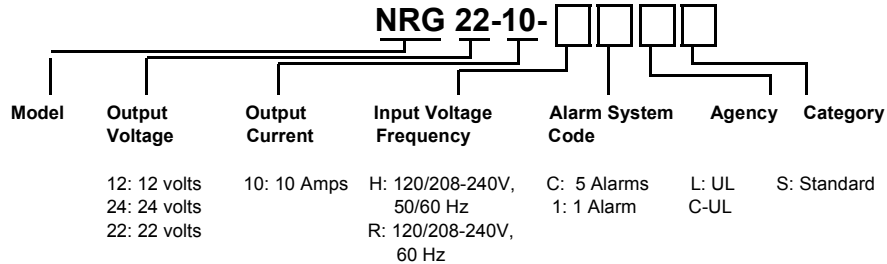 NRG 22-10-
Model Output Voltage Output Current Input Voltage Frequency Alarm System Code Agency Category
12: 12 volts 10: 10 Amps H: 120/208-240V, C: 5 Alarms L: UL S: Standard
24: 24 volts 50/60 Hz 1: 1 Alarm C-UL
22: 22 volts R: 120/208-240V,
60 Hz